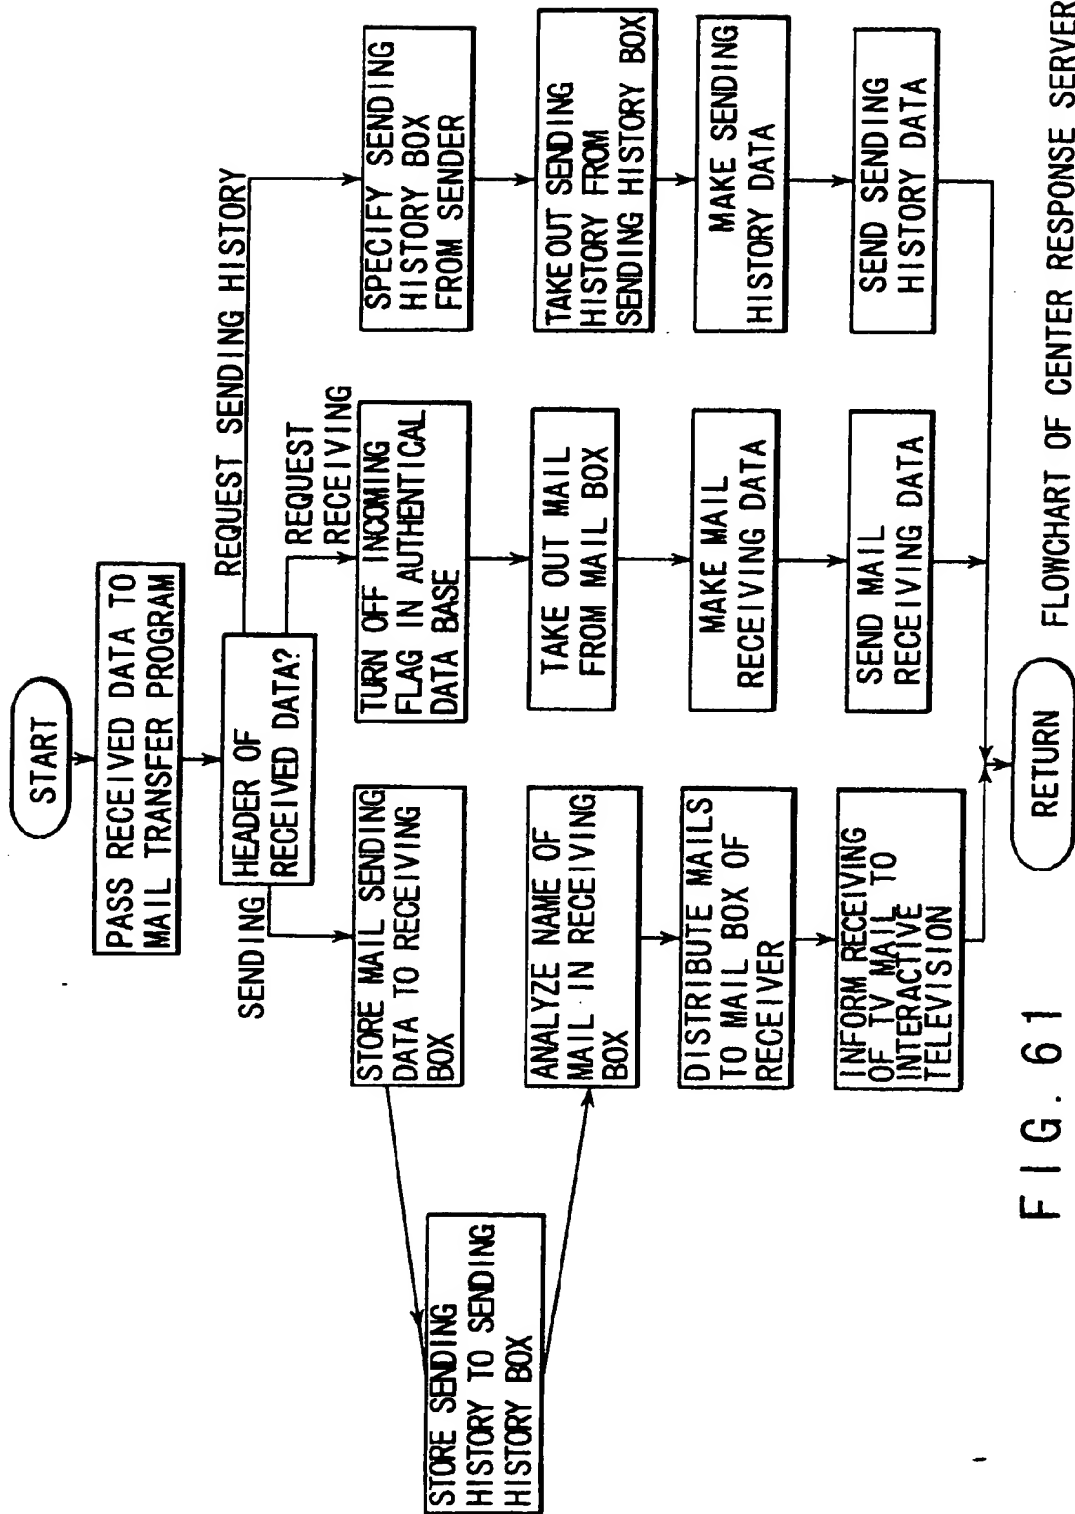 START
PASS RECEIVED DATA TO
MAIL TRANSFER PROGRAM
HEADER OF
RECEIVED DATA?
SENDING
REQUEST
RECEIVING
REQUEST SENDING HISTORY
STORE MAIL SENDING
DATA TO RECEIVING
BOX
STORE SENDING
HISTORY TO SENDING
HISTORY BOX
ANALYZE NAME OF
MAIL IN RECEIVING
BOX
DISTRIBUTE MAILS
TO MAIL BOX OF
RECEIVER
INFORM RECEIVING
OF TV MAIL TO
INTERACTIVE
TELEVISION
TURN OFF INCOMING
FLAG IN AUTHENTICAL
DATA BASE
TAKE OUT MAIL
FROM MAIL BOX
MAKE MAIL
RECEIVING DATA
SEND MAIL
RECEIVING DATA
SPECIFY SENDING
HISTORY BOX
FROM SENDER
TAKE OUT SENDING
HISTORY FROM
SENDING HISTORY BOX
MAKE SENDING
HISTORY DATA
SEND SENDING
HISTORY DATA
RETURN
FIG. 61
FLOWCHART OF CENTER RESPONSE SERVER